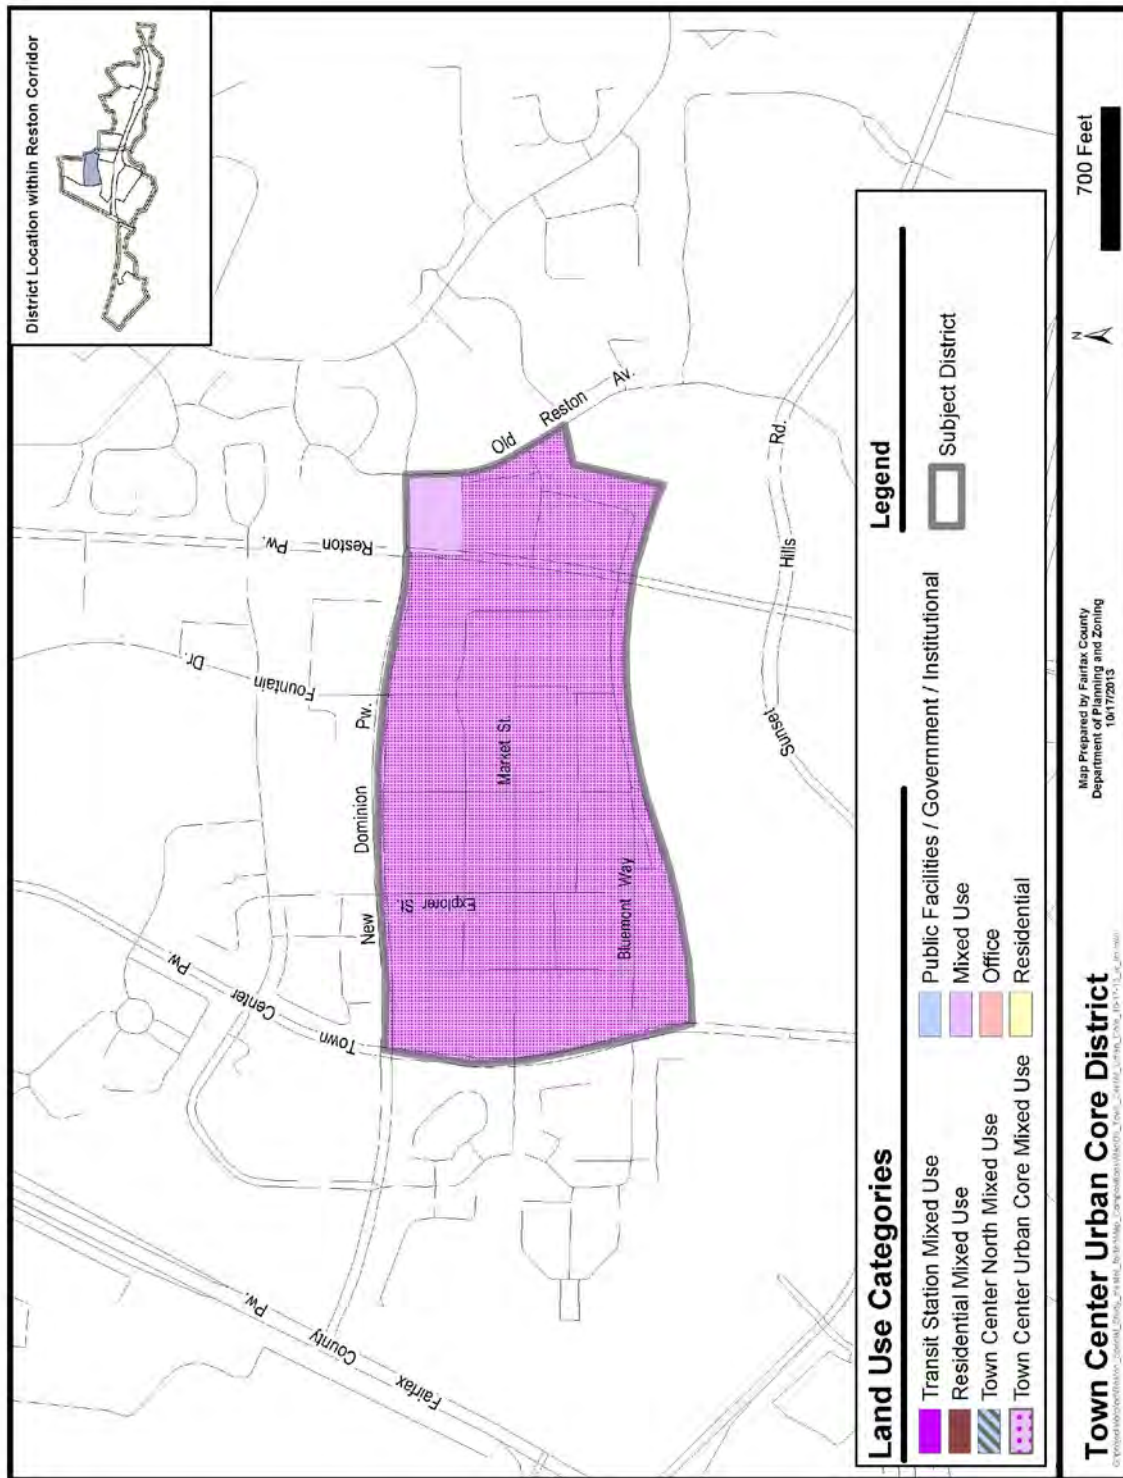 District Location within Reston Corridor
Fairfax
County
Pw.
Town
Center
Pw.
New
Dominion
Pw.
Fountain
Dr.
Reston
Pw.
Explorer St.
Market St.
Bluemont Way
Old
Reston
Av.
Sunset
Hills
Rd.
Land Use Categories
Transit Station Mixed Use
Residential Mixed Use
Town Center North Mixed Use
Town Center Urban Core Mixed Use
Public Facilities / Government / Institutional
Mixed Use
Office
Residential
Legend
Subject District
Town Center Urban Core District
Map Prepared by Fairfax County
Department of Planning and Zoning
10/17/2013
N
700 Feet